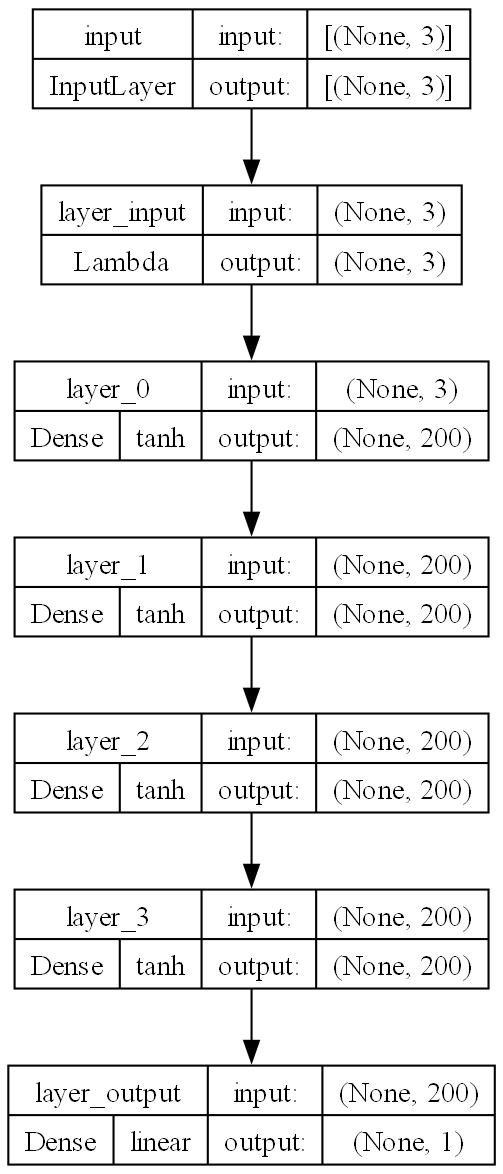 input input: [(None, 3)]
InputLayer output: [(None, 3)]
layer_input input: (None, 3)
Lambda output: (None, 3)
layer_0 input: (None, 3)
Dense tanh output: (None, 200)
layer_1 input: (None, 200)
Dense tanh output: (None, 200)
layer_2 input: (None, 200)
Dense tanh output: (None, 200)
layer_3 input: (None, 200)
Dense tanh output: (None, 200)
layer_output input: (None, 200)
Dense linear output: (None, 1)